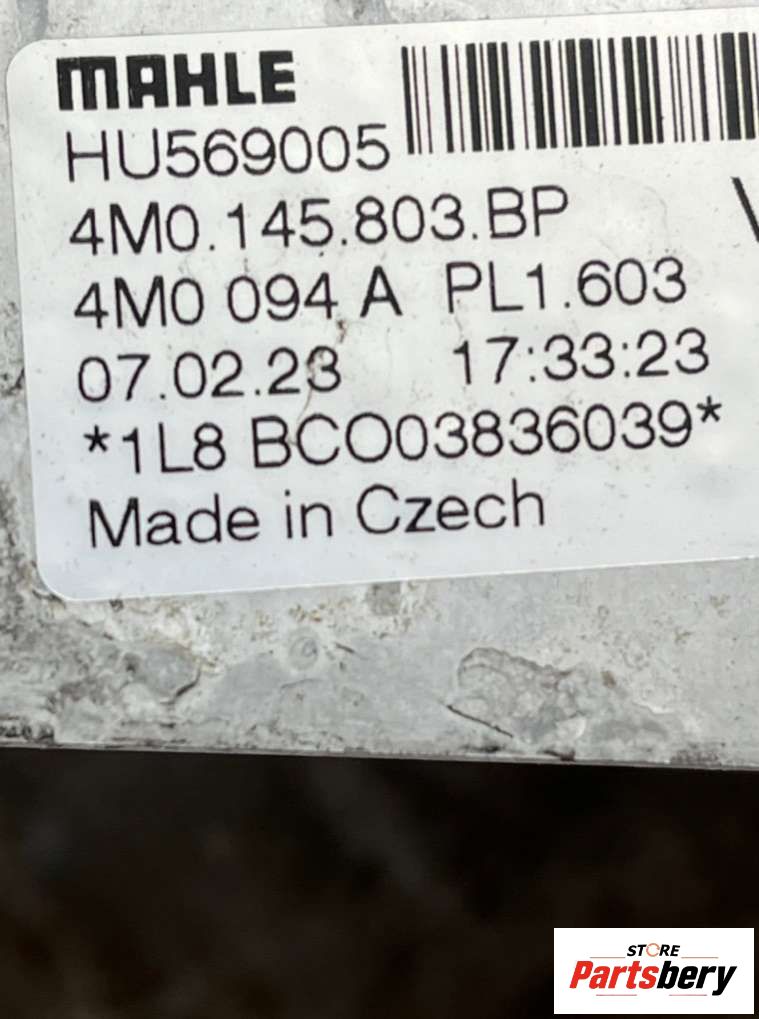 MAHLE
HU569005
4M0.145.803.BP
4M0 094 A PL1.603
07.02.23 17:33:23
*1L8 BCO03836039*
Made in Czech
STORE
Partsbery